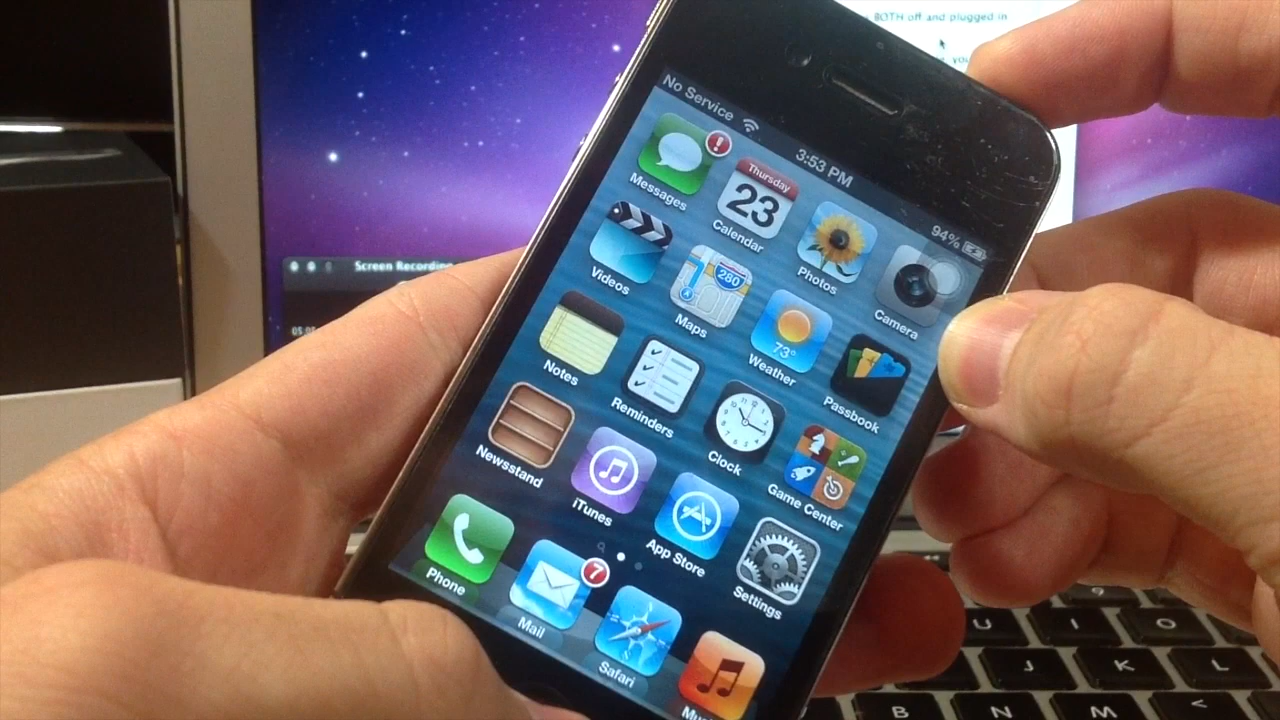 BOTH off and plugged in
you
Screen Recording
No Service
3:53 PM
94%
Messages
Thursday
23
Calendar
Photos
Camera
Videos
280
Maps
73°
Weather
Passbook
Notes
Reminders
Clock
Game Center
Newsstand
iTunes
App Store
Settings
Phone
7
Mail
Safari
U I O
J K L
B N M <